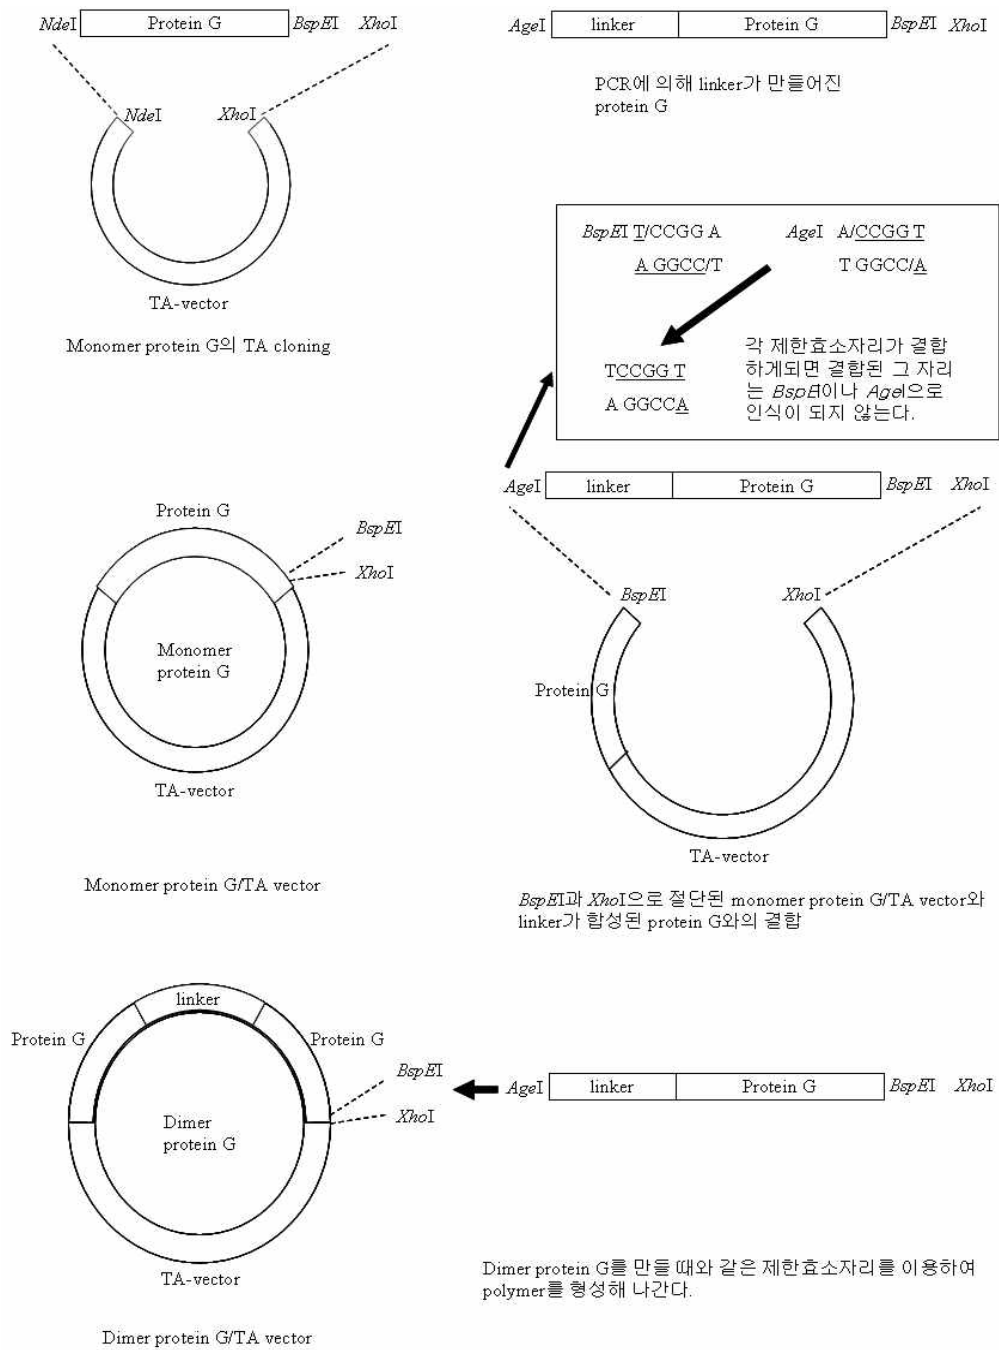 NdeI Protein G BspEI XhoI
NdeI XhoI
TA-vector
Monomer protein G의 TA cloning
AgeI linker Protein G BspEI XhoI
PCR에 의해 linker가 만들어진
protein G
BspEI T/CCGG A AgeI A/CCGG T
A GGCC/T T GGCC/A
TCCGG T
A GGCCA
각 제한효소자리가 결합
하게되면 결합된 그 자리
는 BspEI이나 AgeI으로
인식이 되지 않는다.
Protein G
BspEI
XhoI
Monomer
protein G
TA-vector
Monomer protein G/TA vector
AgeI linker Protein G BspEI XhoI
BspEI XhoI
Protein G
TA-vector
BspEI과 XhoI으로 절단된 monomer protein G/TA vector와
linker가 합성된 protein G와의 결합
linker
Protein G Protein G
BspEI
XhoI
Dimer
protein G
TA-vector
Dimer protein G/TA vector
AgeI linker Protein G BspEI XhoI
Dimer protein G를 만들 때와 같은 제한효소자리를 이용하여
polymer를 형성해 나간다.